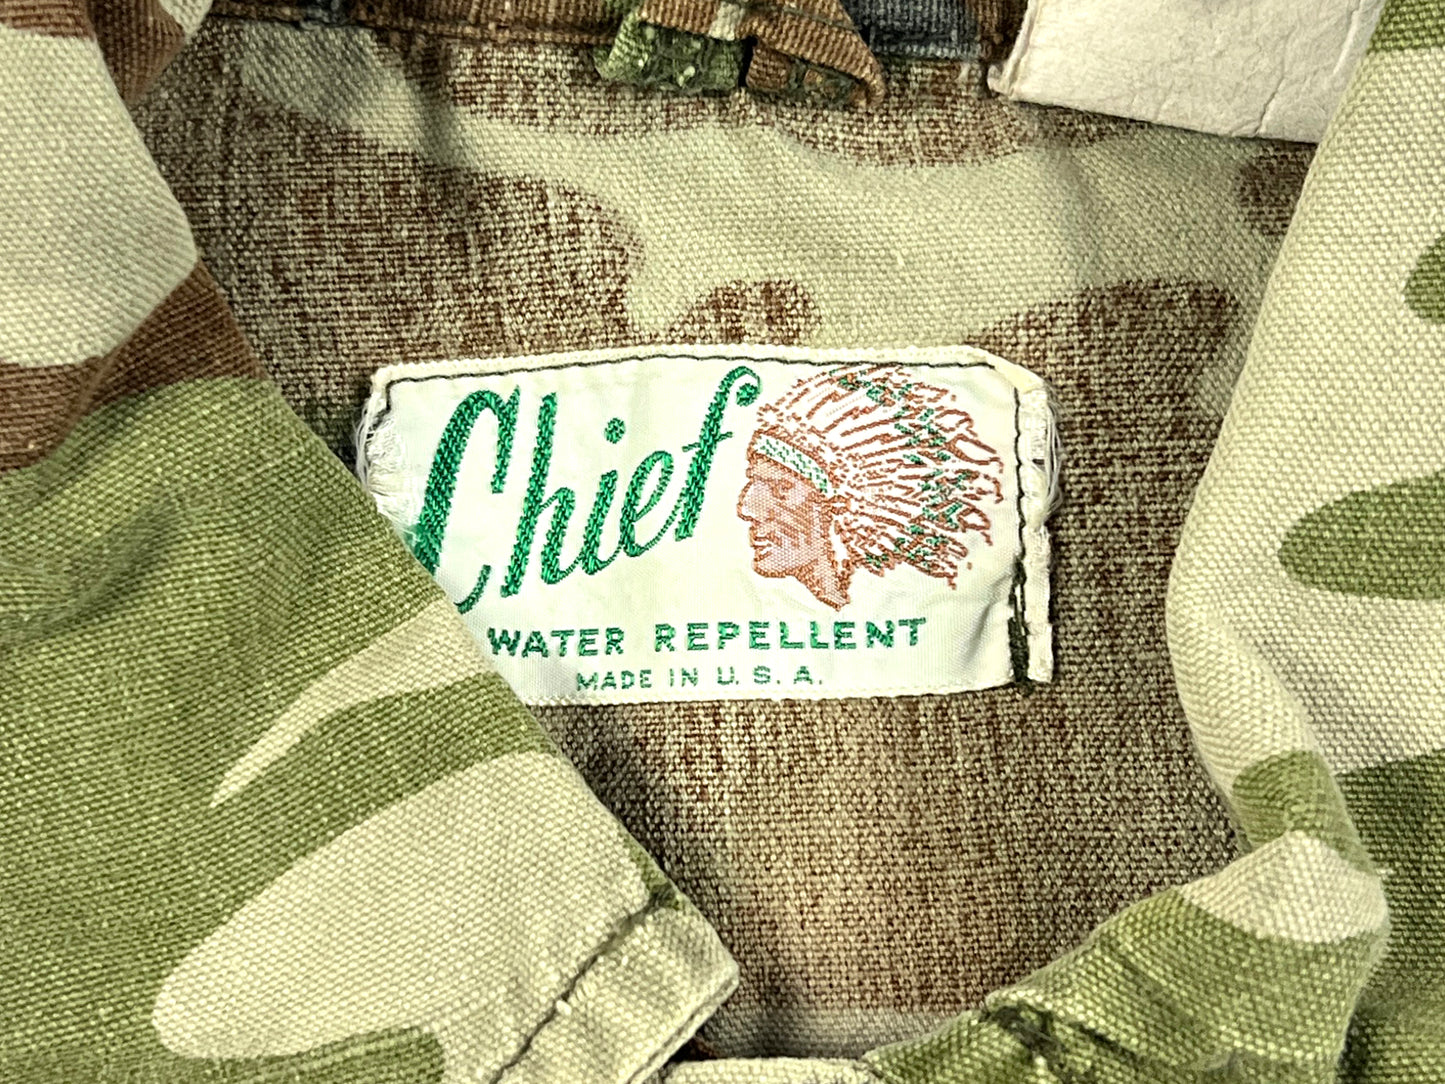 Chief
WATER REPELLENT
MADE IN U. S. A.